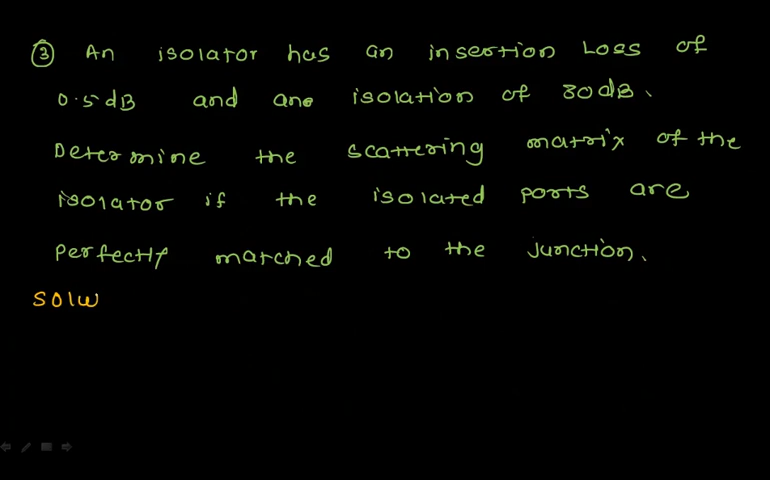 ③ An isolator has an insertion Loss of
0.5dB and an isolation of 30dB.
Determine the scattering matrix of the
isolator if the isolated ports are
perfectly matched to the junction.
Solu